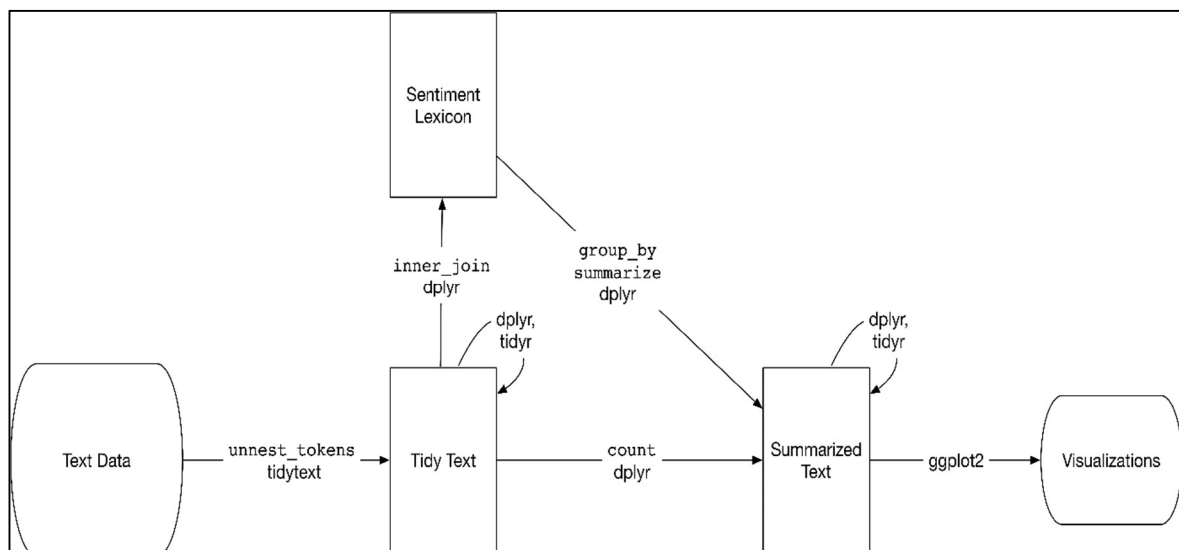 Sentiment
Lexicon
inner_join
dplyr
group_by
summarize
dplyr
dplyr,
tidyr
dplyr,
tidyr
Text Data
unnest_tokens
tidytext
Tidy Text
count
dplyr
Summarized
Text
ggplot2
Visualizations